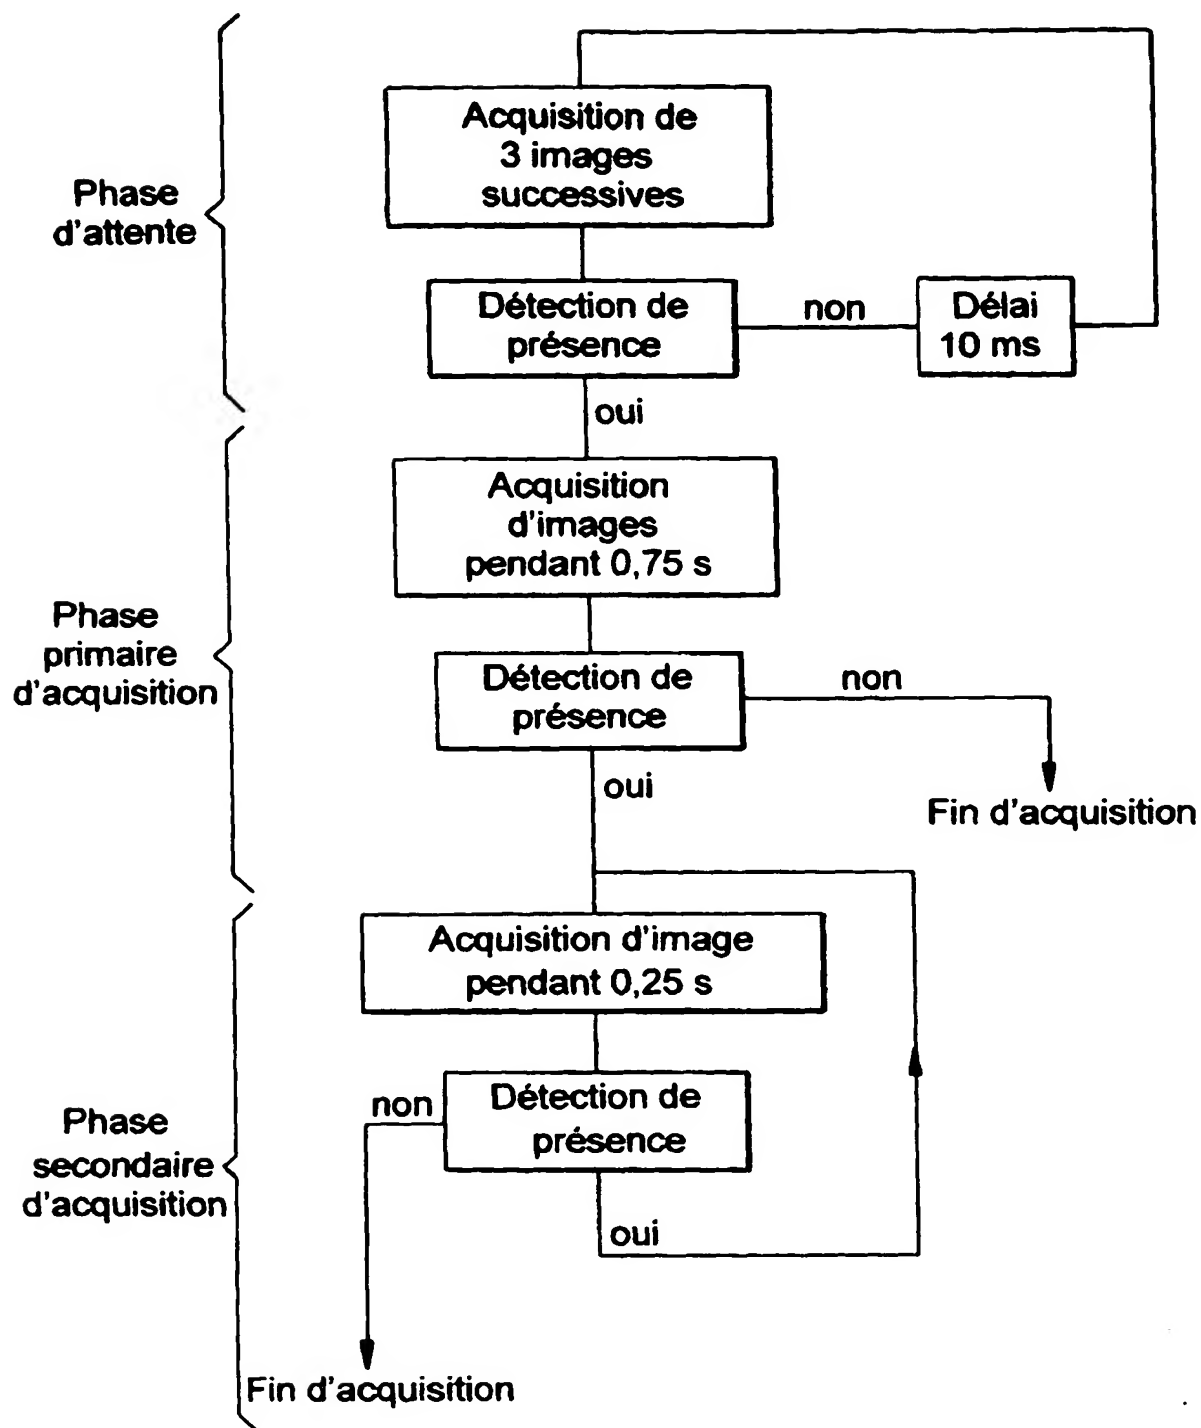 Acquisition de
3 images
successives
Phase
d'attente
Détection de
présence
non
Délai
10 ms
oui
Acquisition
d'images
pendant 0,75 s
Phase
primaire
d'acquisition
Détection de
présence
non
oui
Fin d'acquisition
Acquisition d'image
pendant 0,25 s
Phase
secondaire
d'acquisition
non
Détection de
présence
oui
Fin d'acquisition